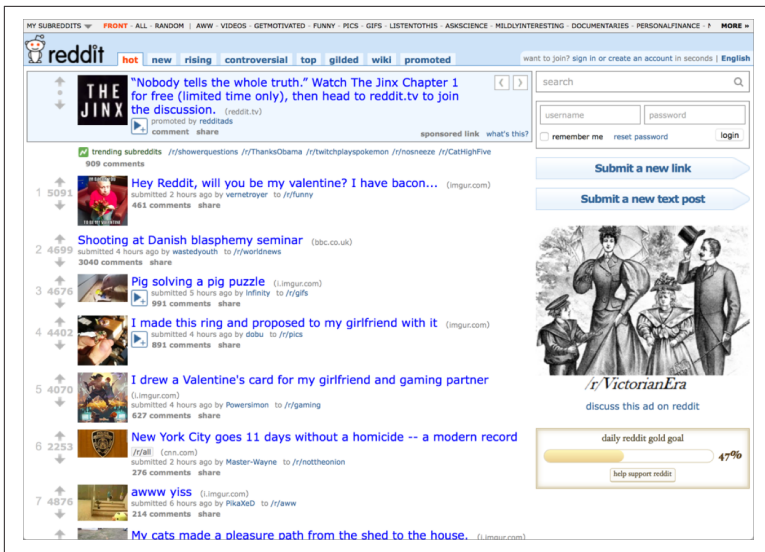 MY SUBREDDITS FRONT - ALL - RANDOM | AWW - VIDEOS - GETMOTIVATED - FUNNY - PICS - GIFS - LISTENTOTHIS - ASKSCIENCE - MILDLYINTERESTING - DOCUMENTARIES - PERSONALFINANCE - MORE »
reddit hot new rising controversial top gilded wiki promoted
want to join? sign in or create an account in seconds | English
THE JINX
"Nobody tells the whole truth." Watch The Jinx Chapter 1
for free (limited time only), then head to reddit.tv to join
the discussion. (reddit.tv)
promoted by redditads
comment share
sponsored link what's this?
trending subreddits /r/showerquestions /r/ThanksObama /r/twitchplayspokemon /r/nosneeze /r/CatHighFive
909 comments
1 5091 Hey Reddit, will you be my valentine? I have bacon... (imgur.com)
submitted 2 hours ago by vernetroyer to /r/funny
461 comments share
2 4699 Shooting at Danish blasphemy seminar (bbc.co.uk)
submitted 4 hours ago by wastedyouth to /r/worldnews
3040 comments share
3 4676 Pig solving a pig puzzle (i.imgur.com)
submitted 5 hours ago by lnfinity to /r/gifs
991 comments share
4 4402 I made this ring and proposed to my girlfriend with it (imgur.com)
submitted 4 hours ago by dobu to /r/pics
891 comments share
5 4070 I drew a Valentine's card for my girlfriend and gaming partner
(i.imgur.com)
submitted 4 hours ago by Powersimon to /r/gaming
627 comments share
6 2253 New York City goes 11 days without a homicide -- a modern record
/r/all (cnn.com)
submitted 2 hours ago by Master-Wayne to /r/nottheonion
276 comments share
7 4876 awww yiss (i.imgur.com)
submitted 6 hours ago by PikaXeD to /r/aww
214 comments share
My cats made a pleasure path from the shed to the house. (i.imgur.com)
search
username password
remember me reset password login
Submit a new link
Submit a new text post
/r/VictorianEra
discuss this ad on reddit
daily reddit gold goal
47%
help support reddit